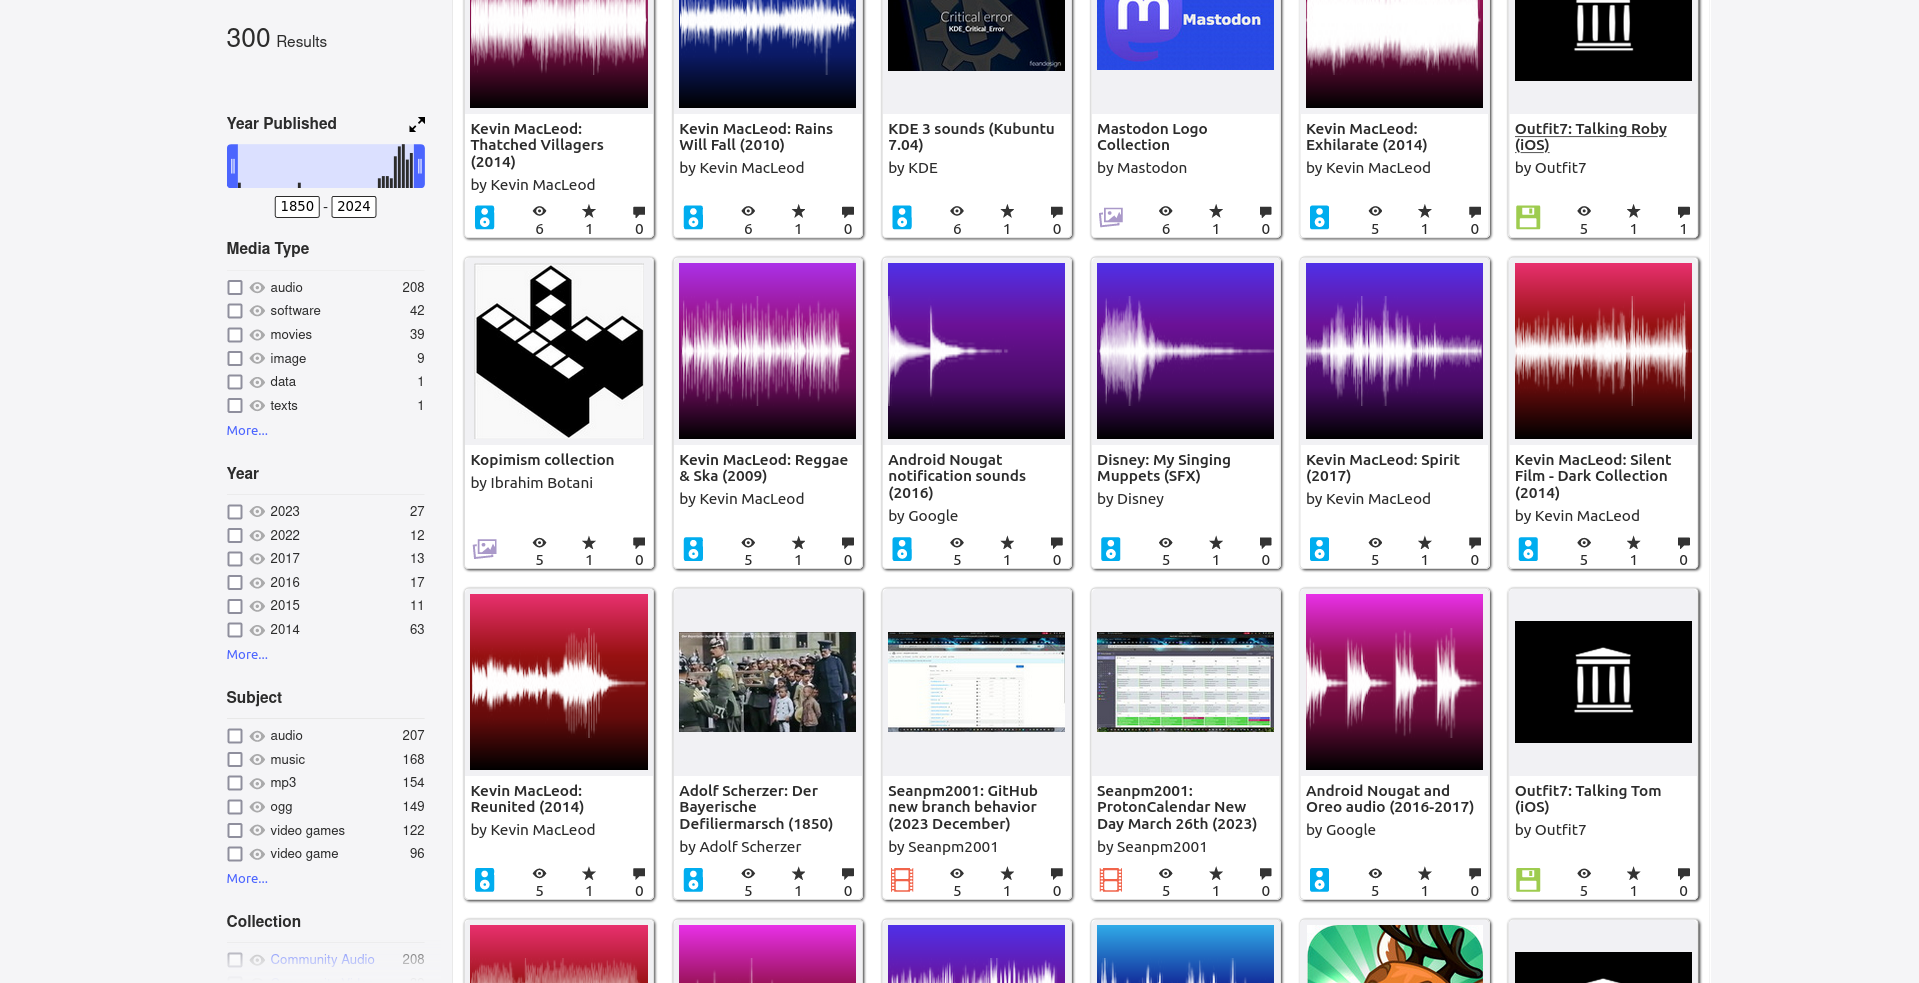 300 Results
Year Published
1850 - 2024
Media Type
audio 208
software 42
movies 39
image 9
data 1
texts 1
More...
Year
2023 27
2022 12
2017 13
2016 17
2015 11
2014 63
More...
Subject
audio 207
music 168
mp3 154
ogg 149
video games 122
video game 96
More...
Collection
Community Audio 208
Kevin MacLeod:
Thatched Villagers
(2014)
by Kevin MacLeod
6 1 0
Kevin MacLeod: Rains
Will Fall (2010)
by Kevin MacLeod
6 1 0
Critical error
KDE_Critical_Error
feandesign
KDE 3 sounds (Kubuntu
7.04)
by KDE
6 1 0
Mastodon
Mastodon Logo
Collection
by Mastodon
6 1 0
Kevin MacLeod:
Exhilarate (2014)
by Kevin MacLeod
5 1 0
Outfit7: Talking Roby
(iOS)
by Outfit7
5 1 1
Kopimism collection
by Ibrahim Botani
5 1 0
Kevin MacLeod: Reggae
& Ska (2009)
by Kevin MacLeod
5 1 0
Android Nougat
notification sounds
(2016)
by Google
5 1 0
Disney: My Singing
Muppets (SFX)
by Disney
5 1 0
Kevin MacLeod: Spirit
(2017)
by Kevin MacLeod
5 1 0
Kevin MacLeod: Silent
Film - Dark Collection
(2014)
by Kevin MacLeod
5 1 0
Kevin MacLeod:
Reunited (2014)
by Kevin MacLeod
5 1 0
Adolf Scherzer: Der
Bayerische
Defiliermarsch (1850)
by Adolf Scherzer
5 1 0
Seanpm2001: GitHub
new branch behavior
(2023 December)
by Seanpm2001
5 1 0
Seanpm2001:
ProtonCalendar New
Day March 26th (2023)
by Seanpm2001
5 1 0
Android Nougat and
Oreo audio (2016-2017)
by Google
5 1 0
Outfit7: Talking Tom
(iOS)
by Outfit7
5 1 0